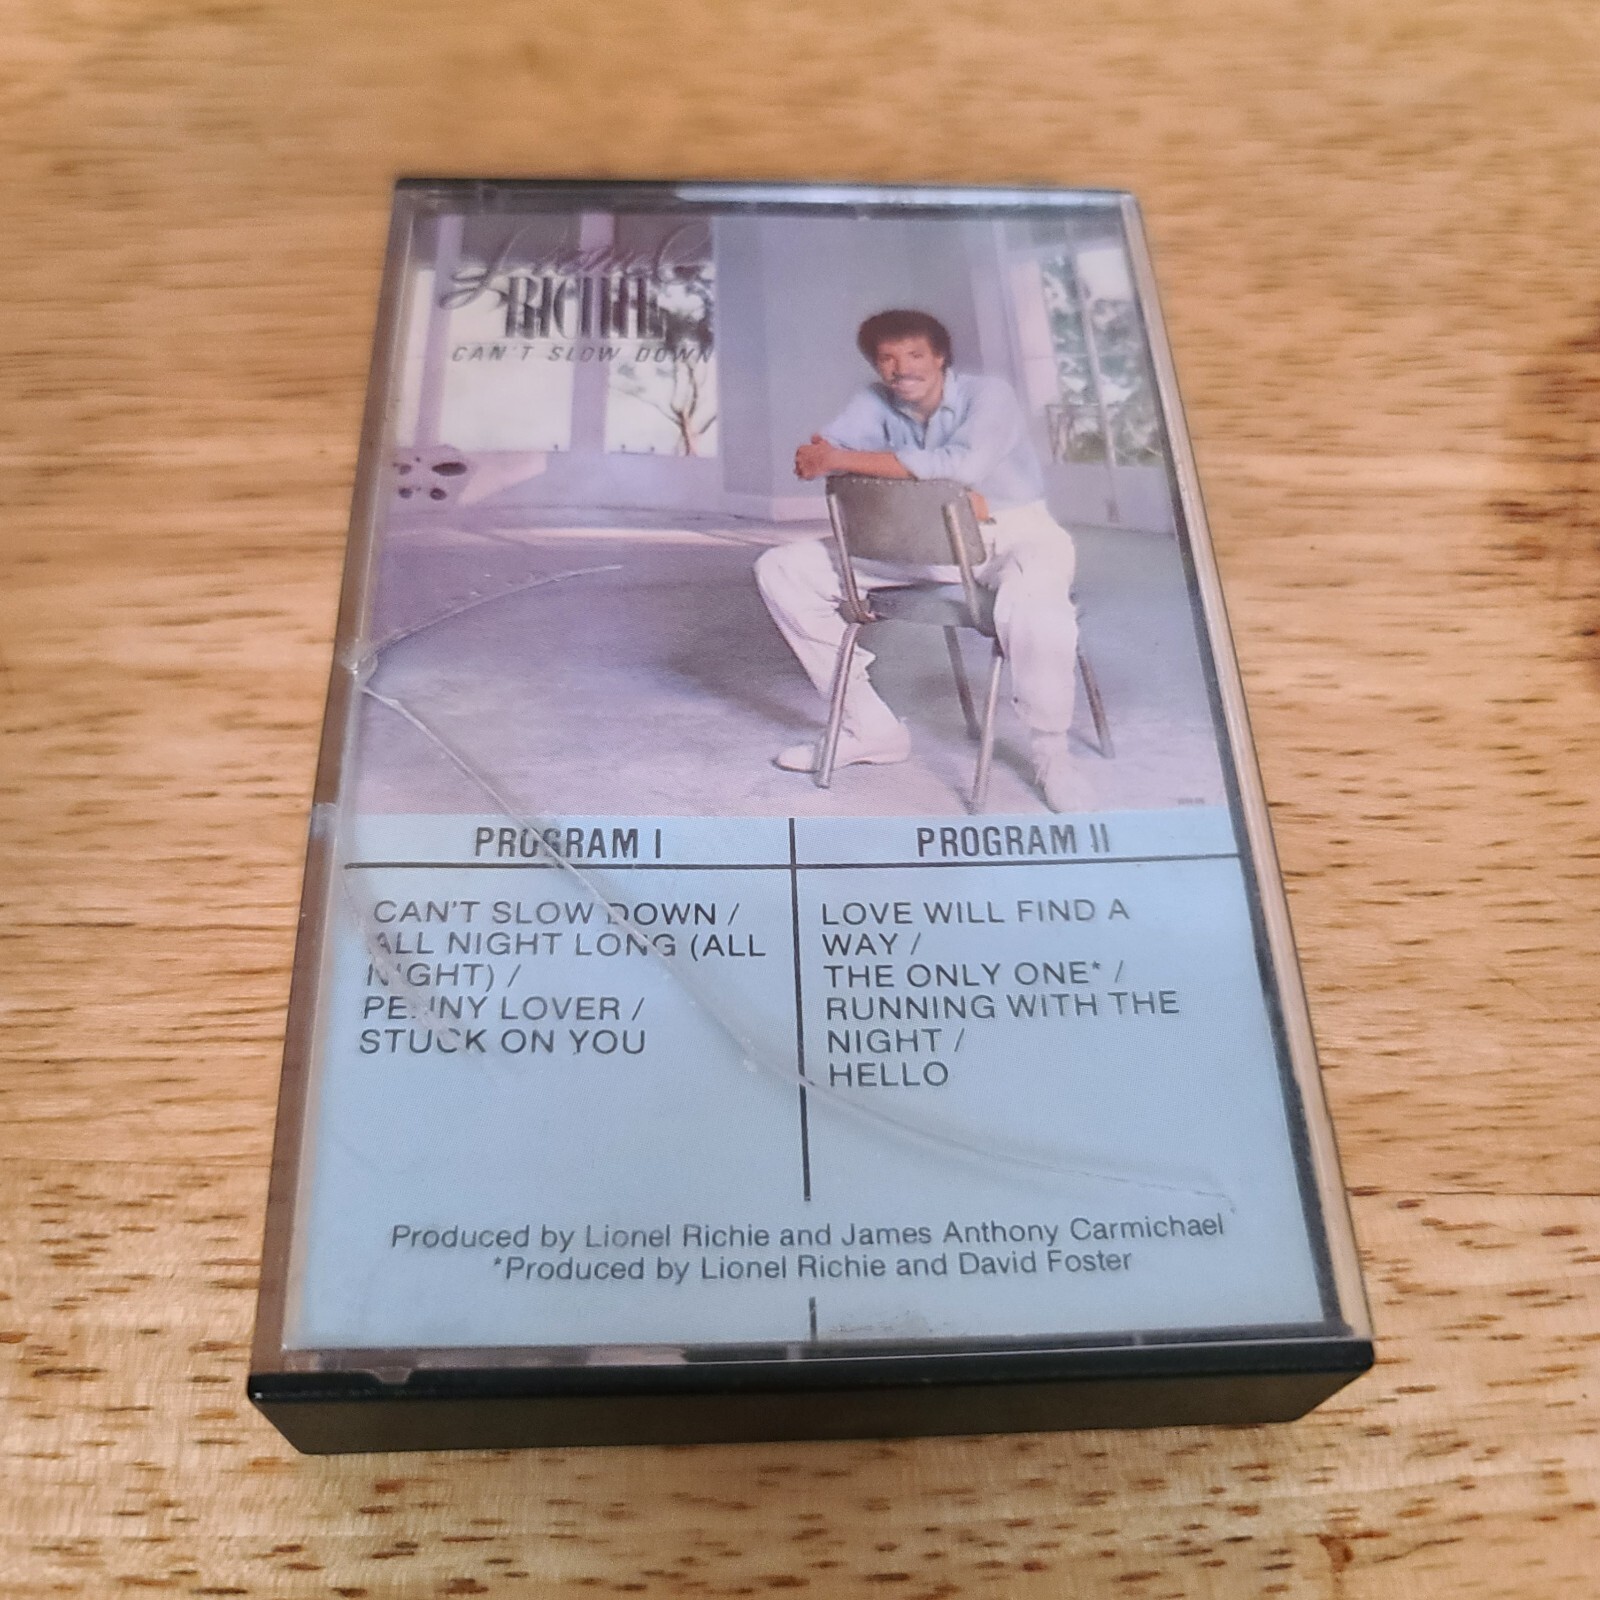 Lionel
RICHIE
CAN'T SLOW DOWN
PROGRAM I
CAN'T SLOW DOWN /
ALL NIGHT LONG (ALL
NIGHT) /
PENNY LOVER /
STUCK ON YOU
PROGRAM II
LOVE WILL FIND A
WAY /
THE ONLY ONE* /
RUNNING WITH THE
NIGHT /
HELLO
Produced by Lionel Richie and James Anthony Carmichael
*Produced by Lionel Richie and David Foster